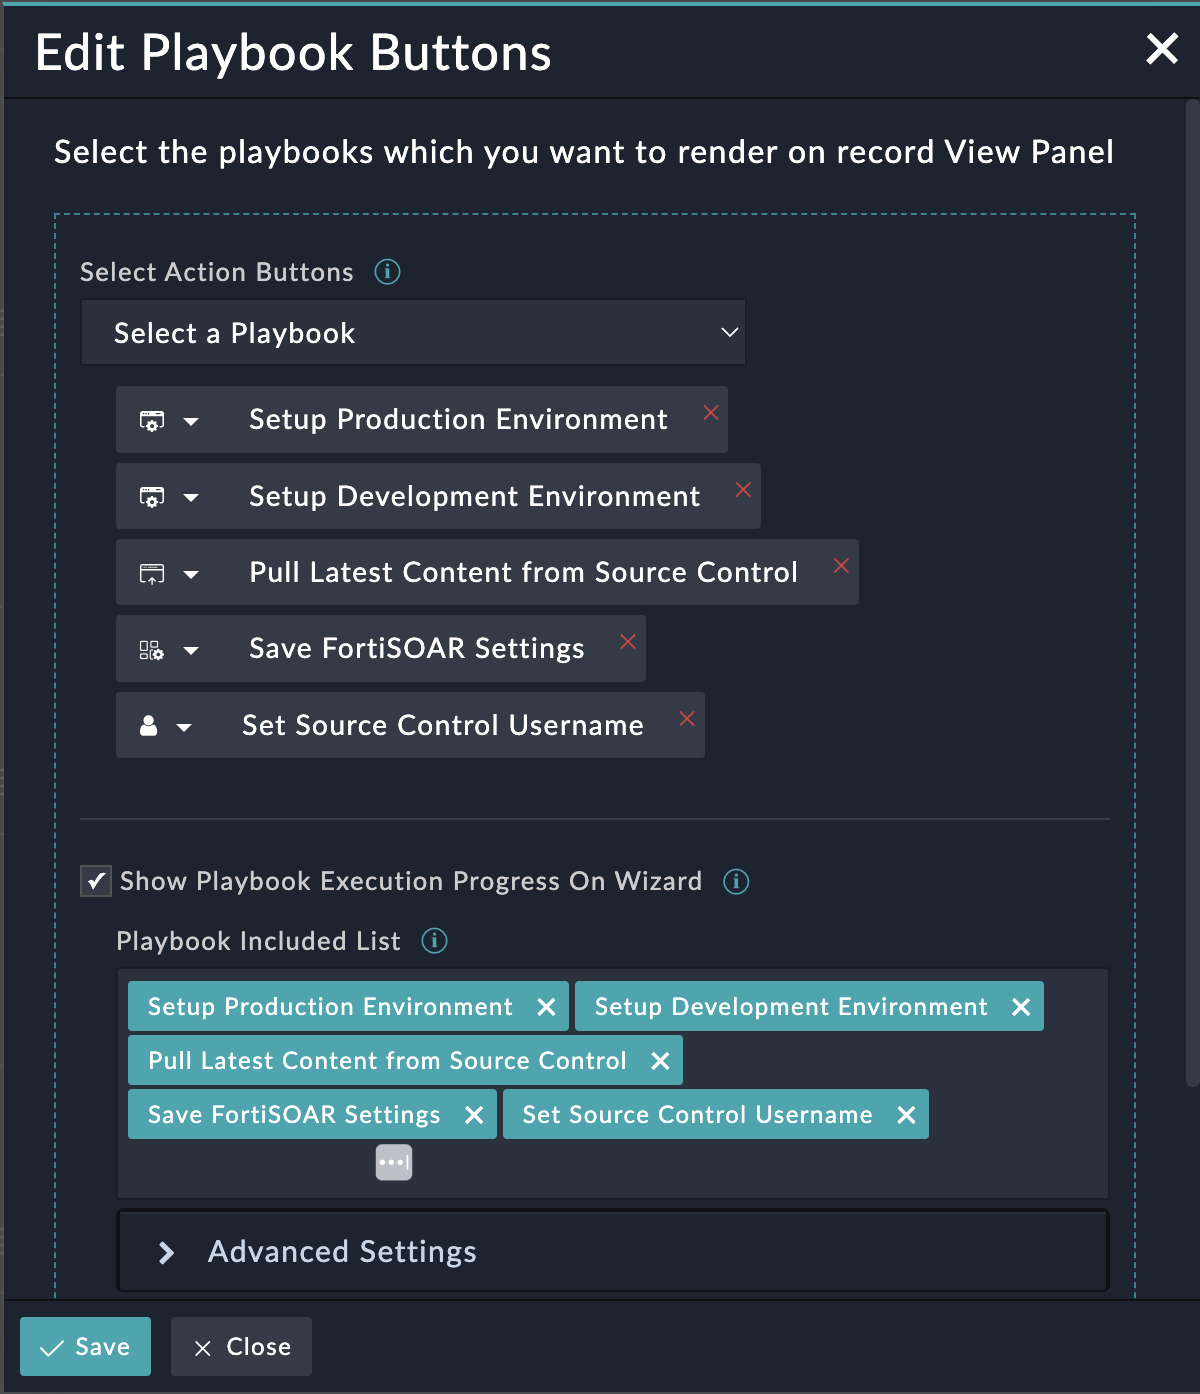 Edit Playbook Buttons
Select the playbooks which you want to render on record View Panel
Select Action Buttons
Select a Playbook
Setup Production Environment
Setup Development Environment
Pull Latest Content from Source Control
Save FortiSOAR Settings
Set Source Control Username
Show Playbook Execution Progress On Wizard
Playbook Included List
Setup Production Environment Setup Development Environment
Pull Latest Content from Source Control
Save FortiSOAR Settings Set Source Control Username
Advanced Settings
Save Close